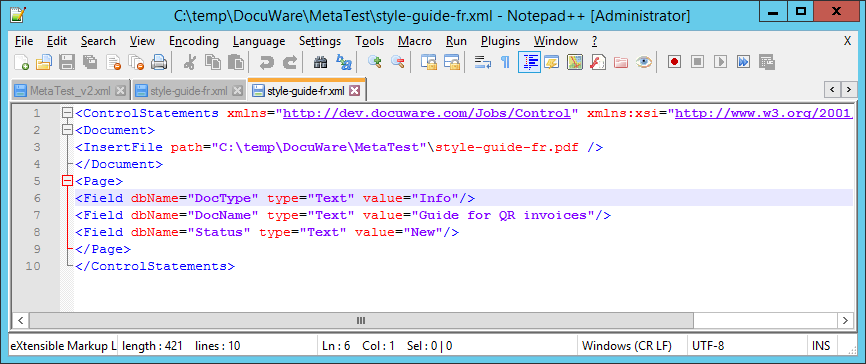 C:\temp\DocuWare\MetaTest\style-guide-fr.xml - Notepad++ [Administrator]
File Edit Search View Encoding Language Settings Tools Macro Run Plugins Window ? X
MetaTest_v2.xml style-guide-fr.xml style-guide-fr.xml
1 <ControlStatements xmlns="http://dev.docuware.com/Jobs/Control" xmlns:xsi="http://www.w3.org/2001
2 <Document>
3 <InsertFile path="C:\temp\DocuWare\MetaTest"\style-guide-fr.pdf />
4 </Document>
5 <Page>
6 <Field dbName="DocType" type="Text" value="Info"/>
7 <Field dbName="DocName" type="Text" value="Guide for QR invoices"/>
8 <Field dbName="Status" type="Text" value="New"/>
9 </Page>
10 </ControlStatements>
eXtensible Markup L length : 421 lines : 10 Ln : 6 Col : 1 Sel : 0 | 0 Windows (CR LF) UTF-8 INS